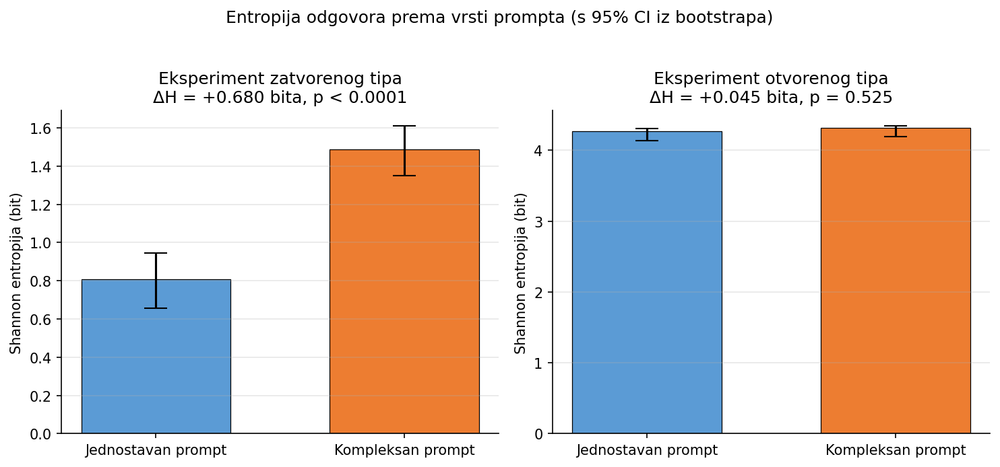 Entropija odgovora prema vrsti prompta (s 95% CI iz bootstrapa)
Eksperiment zatvorenog tipa
ΔH = +0.680 bita, p < 0.0001
Shannon entropija (bit)
1.6
1.4
1.2
1.0
0.8
0.6
0.4
0.2
0.0
Jednostavan prompt
Kompleksan prompt
Eksperiment otvorenog tipa
ΔH = +0.045 bita, p = 0.525
Shannon entropija (bit)
4
3
2
1
0
Jednostavan prompt
Kompleksan prompt